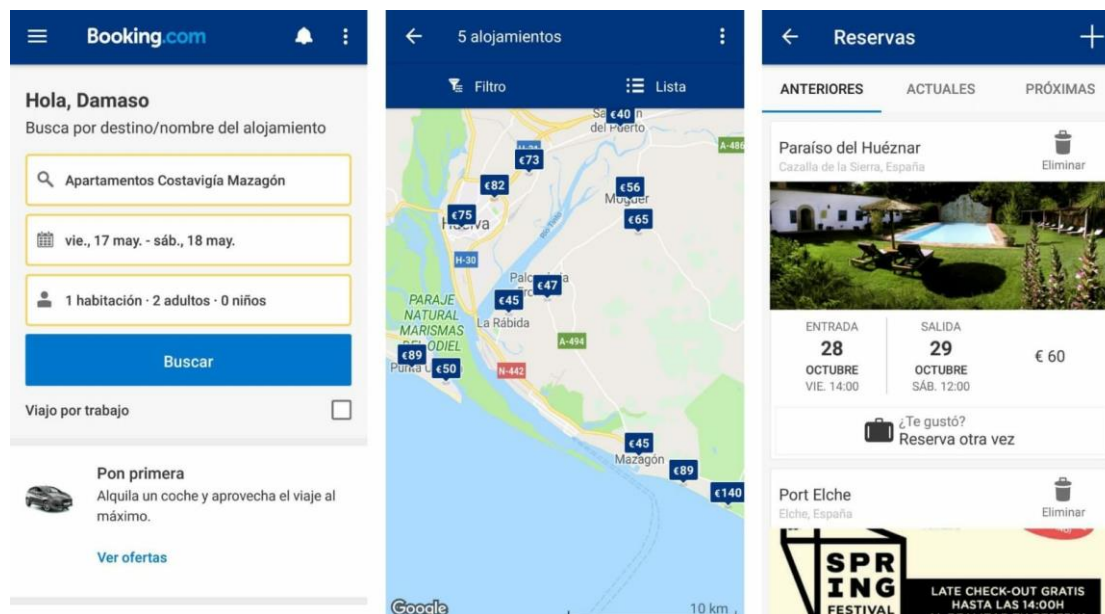 Booking.com
Hola, Damaso
Busca por destino/nombre del alojamiento
Apartamentos Costavigía Mazagón
vie., 17 may. - sáb., 18 may.
1 habitación · 2 adultos · 0 niños
Buscar
Viajo por trabajo
Pon primera
Alquila un coche y aprovecha el viaje al
máximo.
Ver ofertas
5 alojamientos
Filtro
Lista
€40
del Puerto
A-486
€73
€82
€56
Moguer
€75
€65
H-30
€47
€45
PARAJE
NATURAL
MARISMAS
La Rábida
A-494
€89
€50
N-442
€45
Mazagón
€89
€140
Google
10 km
Reservas
ANTERIORES
ACTUALES
PRÓXIMAS
Paraíso del Huéznar
Cazalla de la Sierra, España
Eliminar
ENTRADA
28
OCTUBRE
VIE. 14:00
SALIDA
29
OCTUBRE
SÁB. 12:00
€ 60
¿Te gustó?
Reserva otra vez
Port Elche
Elche, España
Eliminar
SPR
ING
FESTIVAL
LATE CHECK-OUT GRATIS
HASTA LAS 14:00H